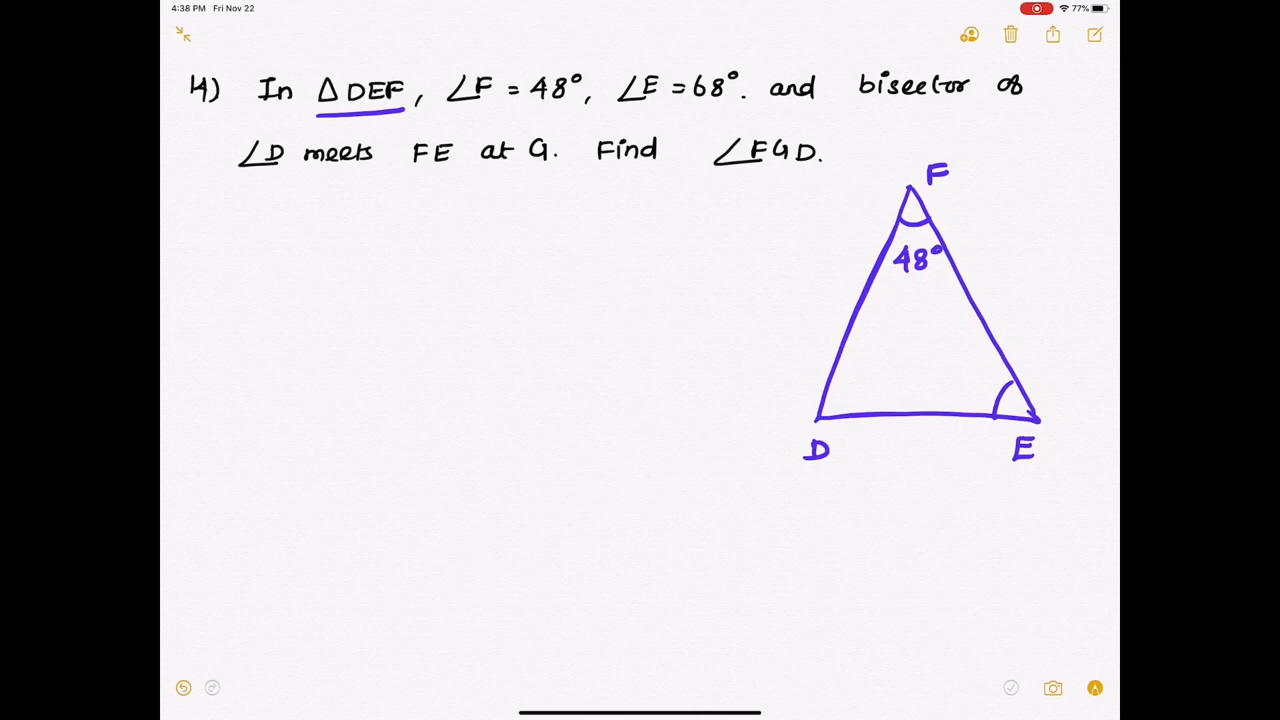 4:38 PM Fri Nov 22
77%
4) In △ DEF, ∠F = 48°, ∠E = 68°. and bisector of
∠D meets FE at G. Find ∠FGD.
F
48°
D E